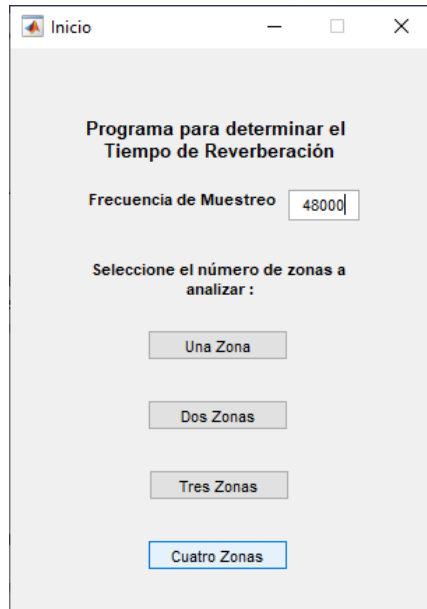 Inicio
Programa para determinar el
Tiempo de Reverberación
Frecuencia de Muestreo 48000
Seleccione el número de zonas a
analizar :
Una Zona
Dos Zonas
Tres Zonas
Cuatro Zonas